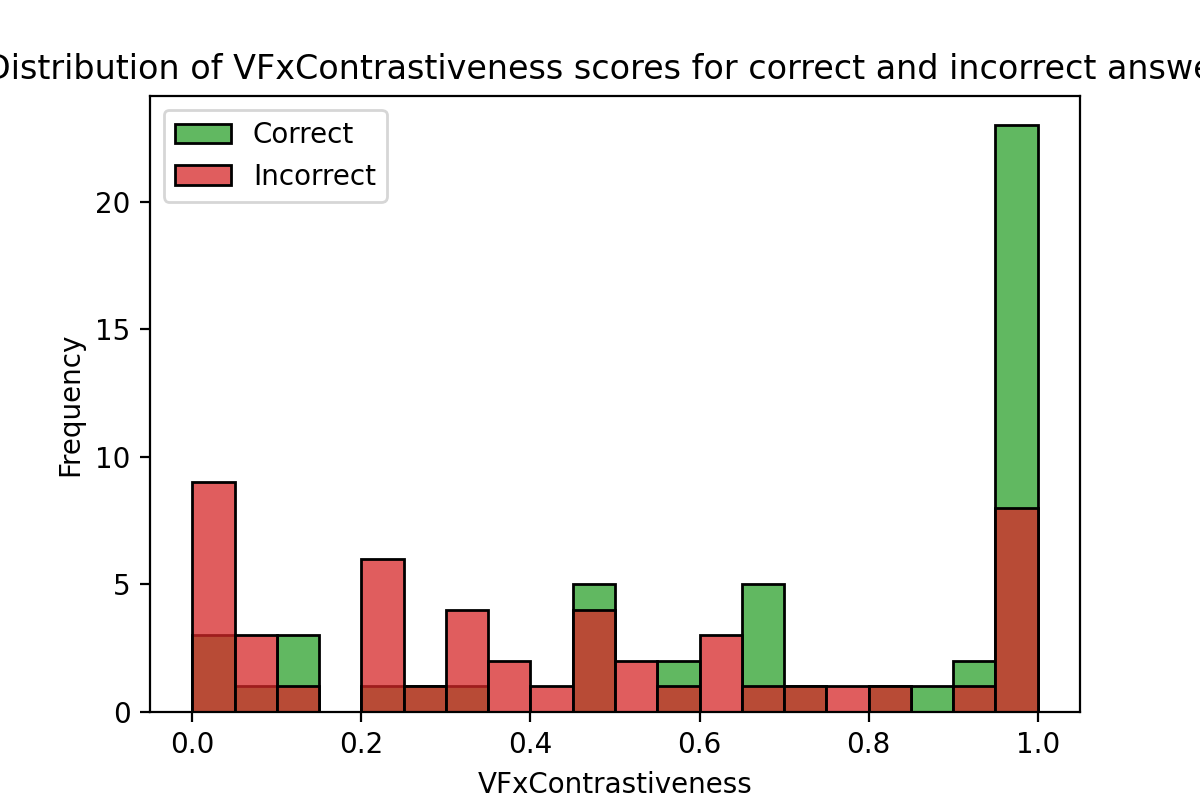 Distribution of VFxContrastiveness scores for correct and incorrect answe
Correct
Incorrect
Frequency
20
15
10
5
0
0.0 0.2 0.4 0.6 0.8 1.0
VFxContrastiveness